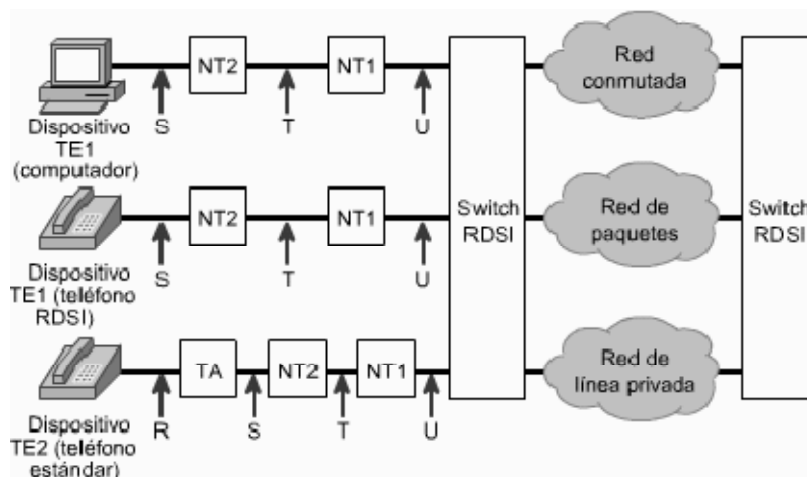 NT2
NT1
Red
conmutada
S
T
U
Dispositivo
TE1
(computador)
NT2
NT1
Switch
RDSI
Red de
paquetes
Switch
RDSI
S
T
U
Dispositivo
TE1 (teléfono
RDSI)
TA
NT2
NT1
Red de
línea privada
R
S
T
U
Dispositivo
TE2 (teléfono
estándar)